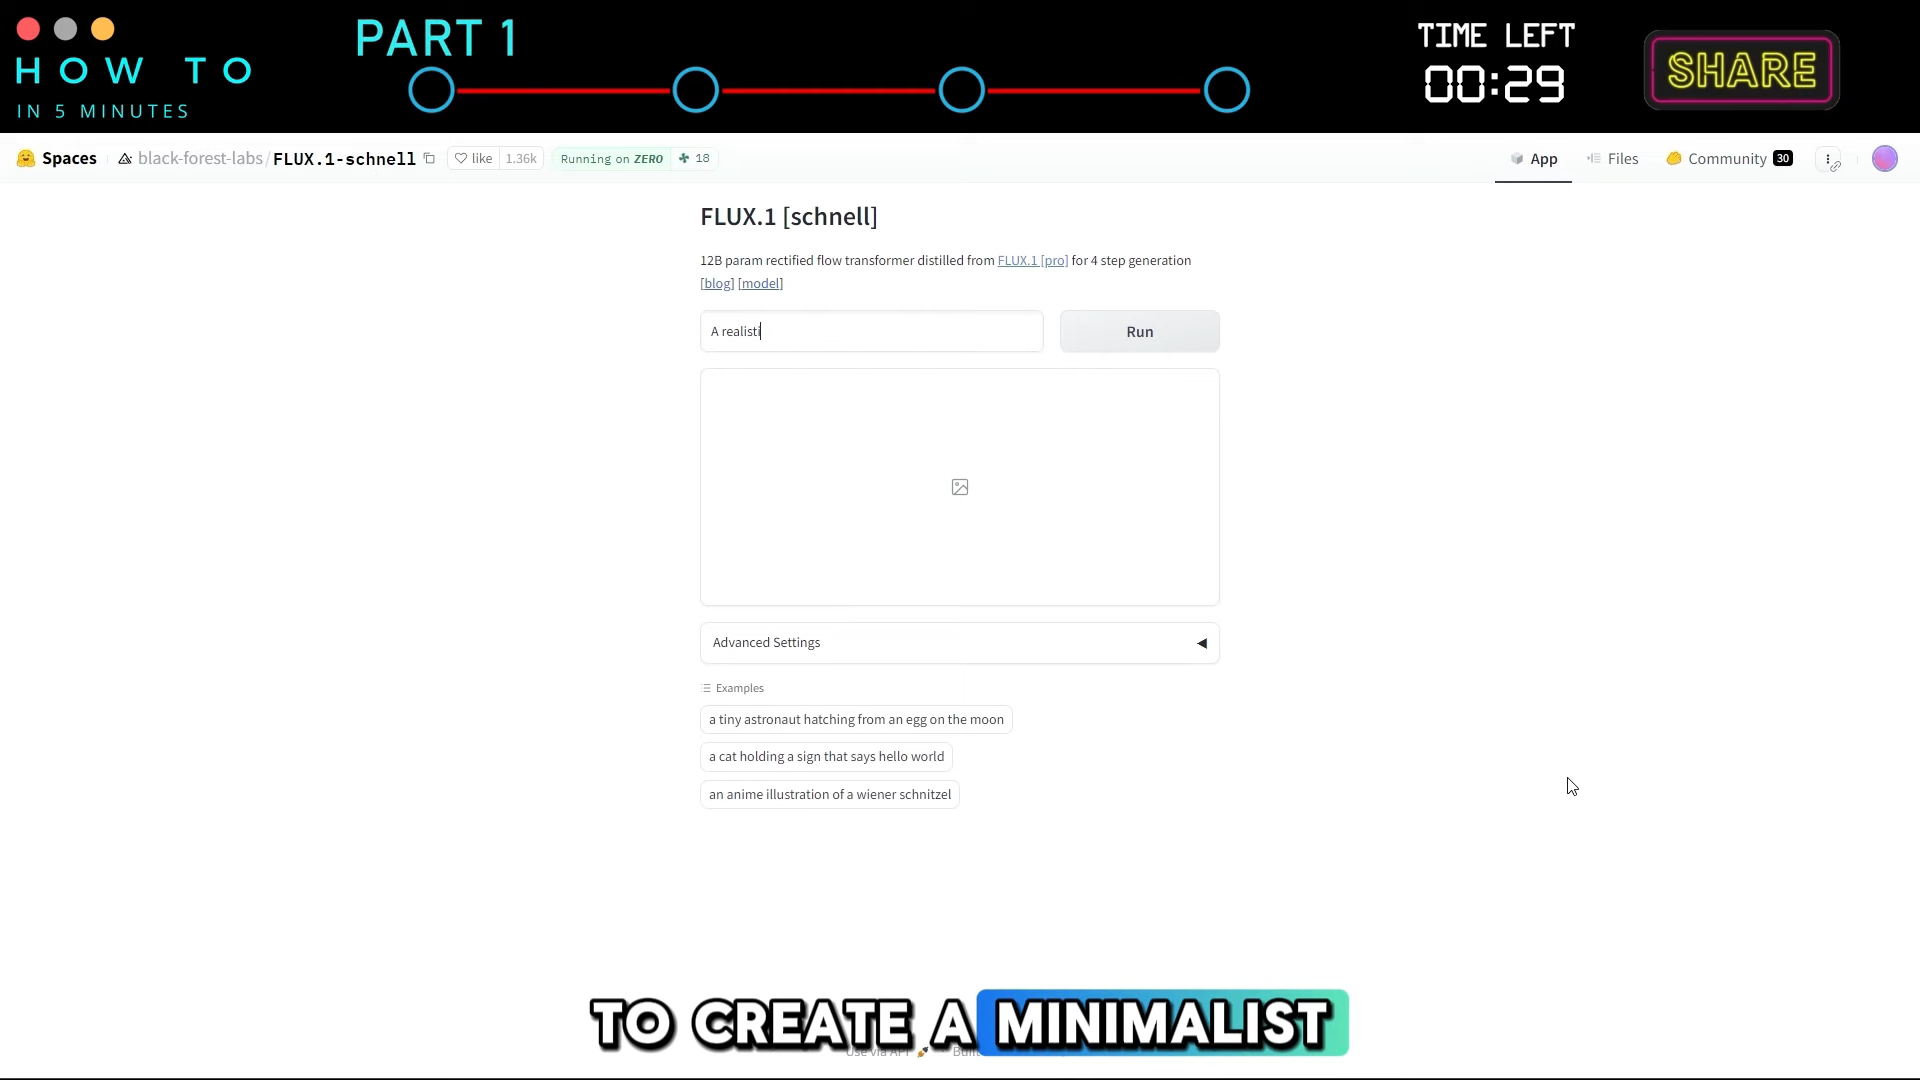 PART 1
HOW TO
IN 5 MINUTES
TIME LEFT
00:29
SHARE
Spaces black-forest-labs/FLUX.1-schnell like 1.36k Running on ZERO 18 App Files Community 30
FLUX.1 [schnell]
12B param rectified flow transformer distilled from FLUX.1 [pro] for 4 step generation
[blog] [model]
A realisti
Run
Advanced Settings
Examples
a tiny astronaut hatching from an egg on the moon
a cat holding a sign that says hello world
an anime illustration of a wiener schnitzel
TO CREATE A MINIMALIST
Use via API